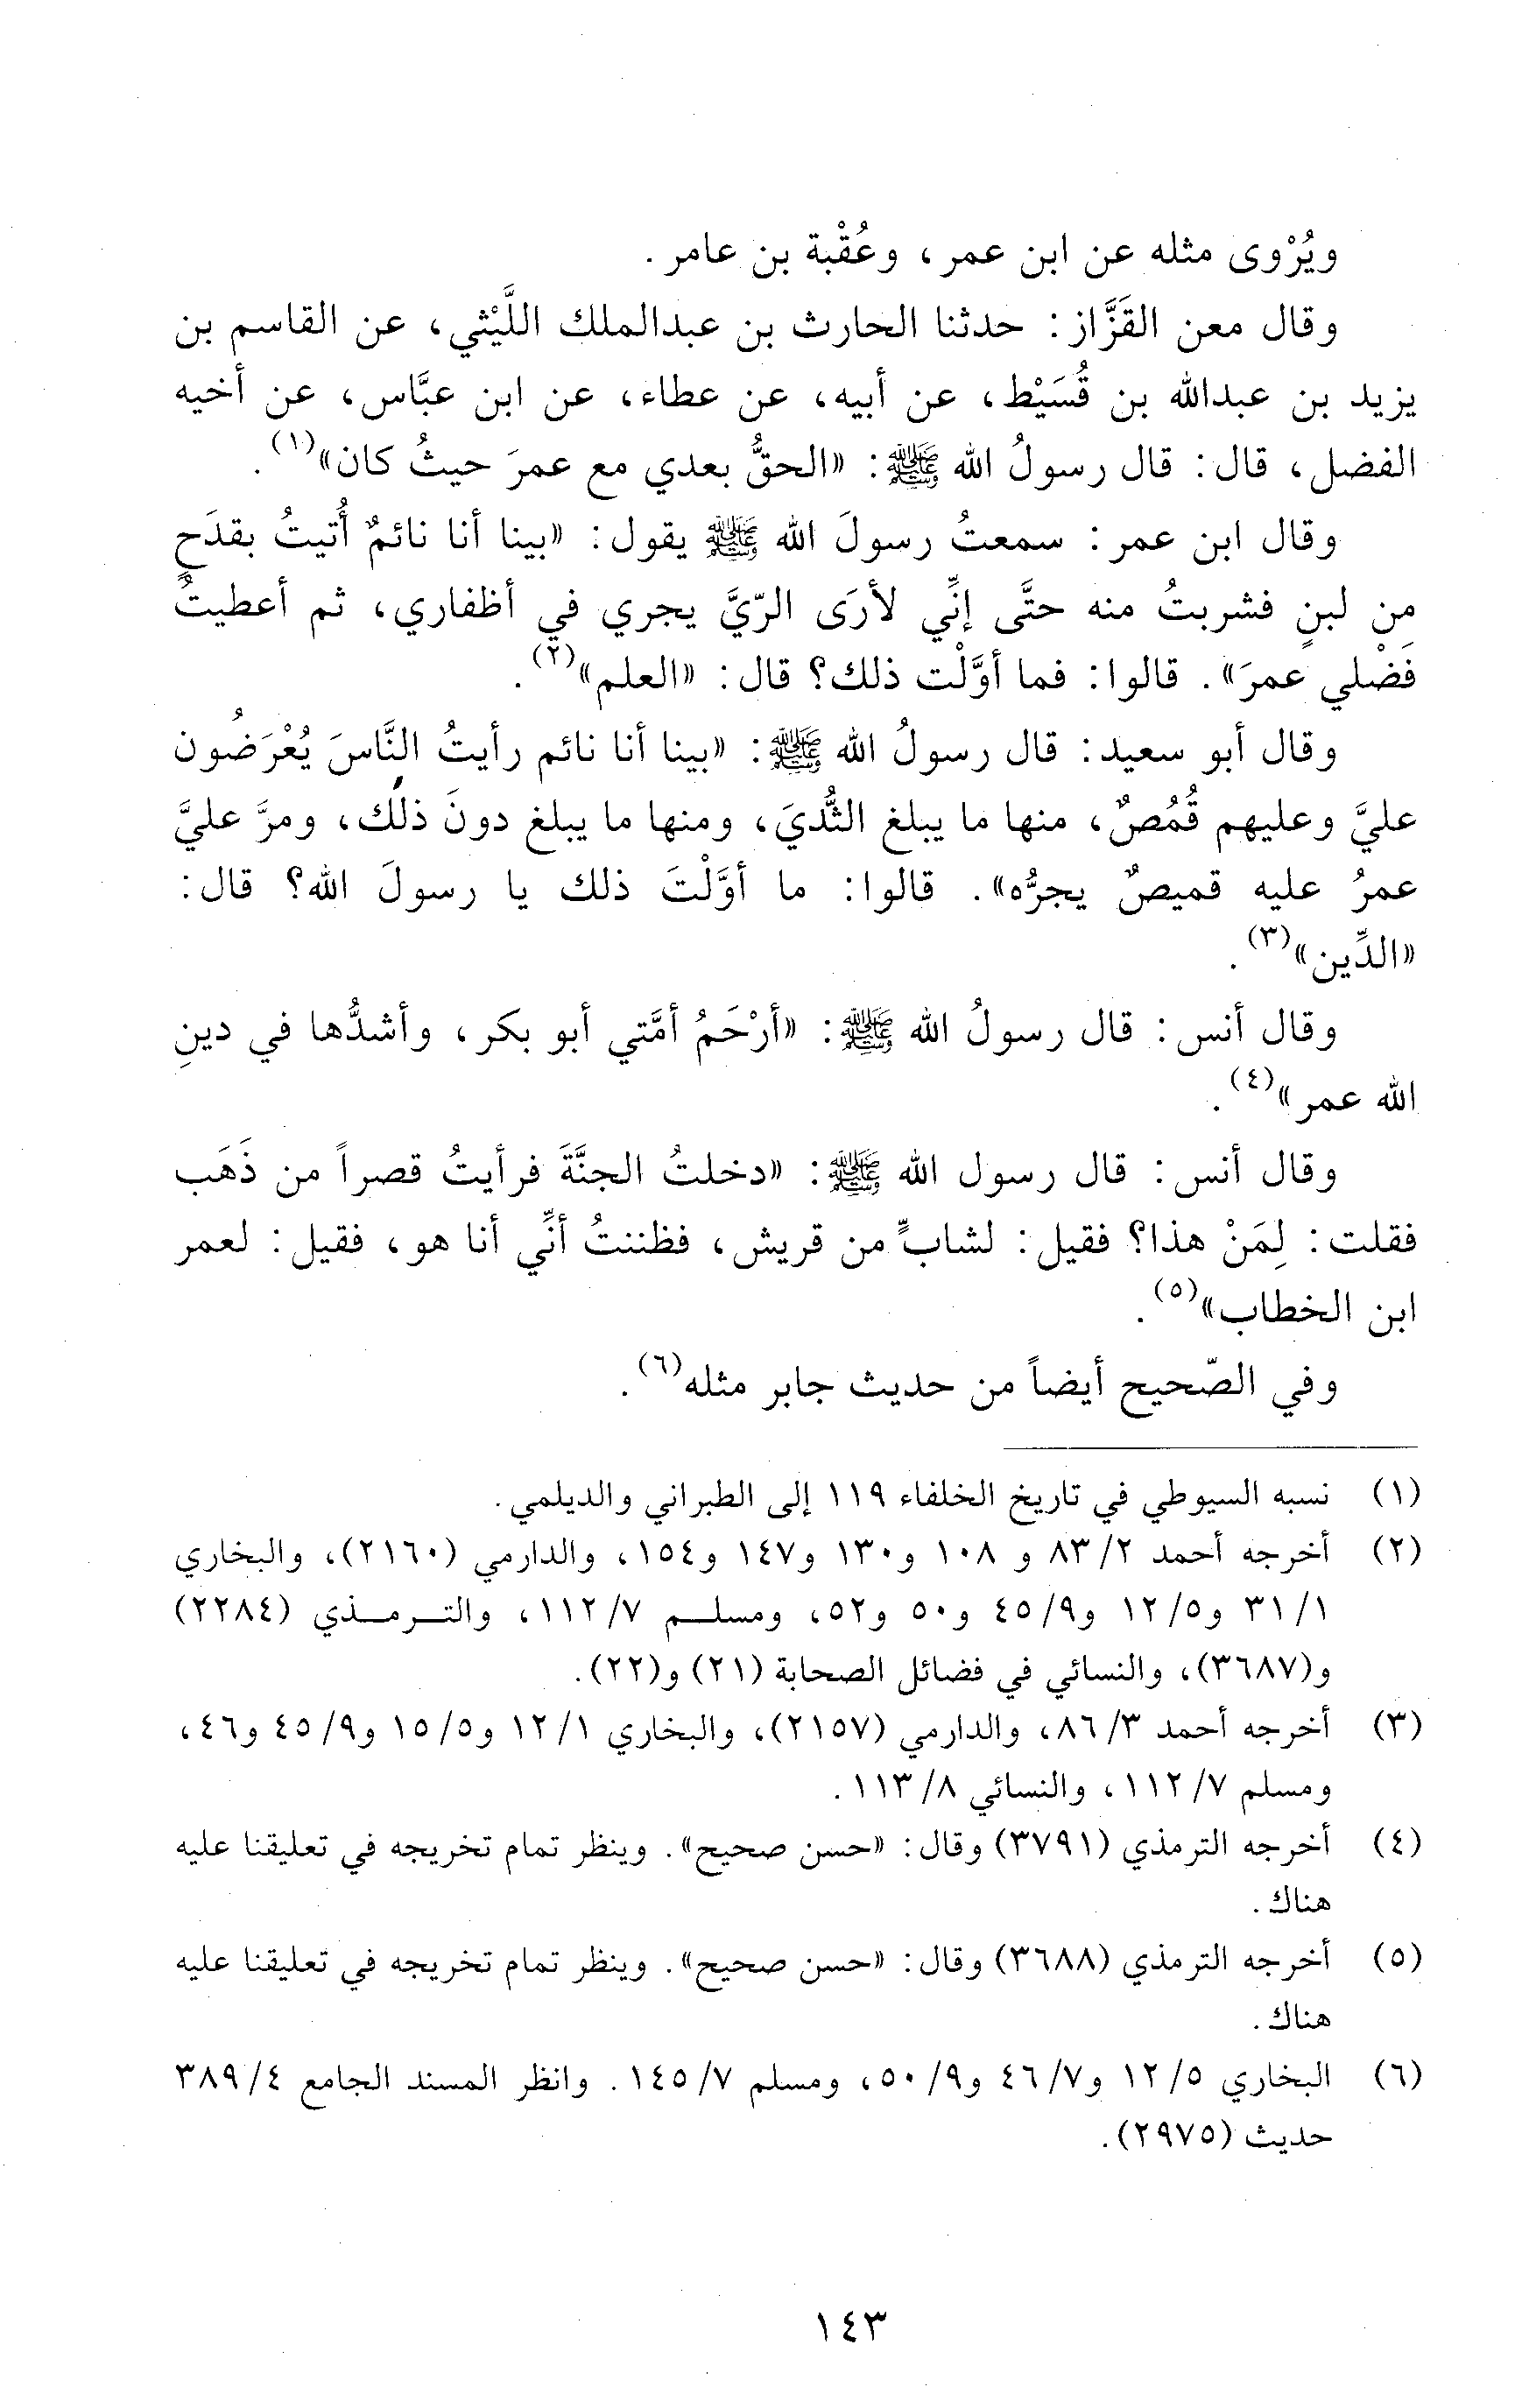 ويُرْوى مثله عن ابن عمر، وعُقْبة بن عامر.
وقال معن القَزَّاز: حدثنا الحارث بن عبدالملك اللَّيْثي، عن القاسم بن
يزيد بن عبدالله بن قُسَيْط، عن أبيه، عن عطاء، عن ابن عبَّاس، عن أخيه
الفضل، قال: قال رسولُ الله ﷺ: «الحقُّ بعدي مع عمرَ حيثُ كان»(١).
وقال ابن عمر: سمعتُ رسولَ الله ﷺ يقول: «بينا أنا نائمٌ أُتيتُ بقدَحٍ
مِن لبنٍ فشربتُ منه حتَّى إنِّي لأرَى الرّيَّ يجري في أظفاري، ثم أعطيتُ
فَضْلي عمرَ». قالوا: فما أوَّلْت ذلك؟ قال: «العلم»(٢).
وقال أبو سعيد: قال رسولُ الله ﷺ: «بينا أنا نائم رأيتُ النَّاسَ يُعْرَضُون
عليَّ وعليهم قُمُصٌ، منها ما يبلغ الثُّديَ، ومنها ما يبلغ دونَ ذلك، ومرَّ عليَّ
عمرُ عليه قميصٌ يجرُّه». قالوا: ما أوَّلْتَ ذلك يا رسولَ الله؟ قال:
«الدِّين»(٣).
وقال أنس: قال رسولُ الله ﷺ: «أرْحَمُ أمَّتي أبو بكر، وأشدُّها في دينِ
الله عمر»(٤).
وقال أنس: قال رسول الله ﷺ: «دخلتُ الجنَّةَ فرأيتُ قصراً من ذَهَب
فقلت: لِمَنْ هذا؟ فقيل: لشابٍّ من قريش، فظننتُ أنِّي أنا هو، فقيل: لعمر
ابن الخطاب»(٥).
وفي الصّحيح أيضاً من حديث جابر مثله(٦).
(١) نسبه السيوطي في تاريخ الخلفاء ١١٩ إلى الطبراني والديلمي.
(٢) أخرجه أحمد ٢/ ٨٣ و ١٠٨ و١٣٠ و١٤٧ و١٥٤، والدارمي (٢١٦٠)، والبخاري
١/ ٣١ و٥/ ١٢ و٩/ ٤٥ و٥٠ و٥٢، ومسلم ٧/ ١١٢، والترمذي (٢٢٨٤)
و(٣٦٨٧)، والنسائي في فضائل الصحابة (٢١) و(٢٢).
(٣) أخرجه أحمد ٣/ ٨٦، والدارمي (٢١٥٧)، والبخاري ١/ ١٢ و٥/ ١٥ و٩/ ٤٥ و٤٦،
ومسلم ٧/ ١١٢، والنسائي ٨/ ١١٣.
(٤) أخرجه الترمذي (٣٧٩١) وقال: «حسن صحيح». وينظر تمام تخريجه في تعليقنا عليه
هناك.
(٥) أخرجه الترمذي (٣٦٨٨) وقال: «حسن صحيح». وينظر تمام تخريجه في تعليقنا عليه
هناك.
(٦) البخاري ٥/ ١٢ و٧/ ٤٦ و٩/ ٥٠، ومسلم ٧/ ١٤٥. وانظر المسند الجامع ٤/ ٣٨٩
حديث (٢٩٧٥).
١٤٣